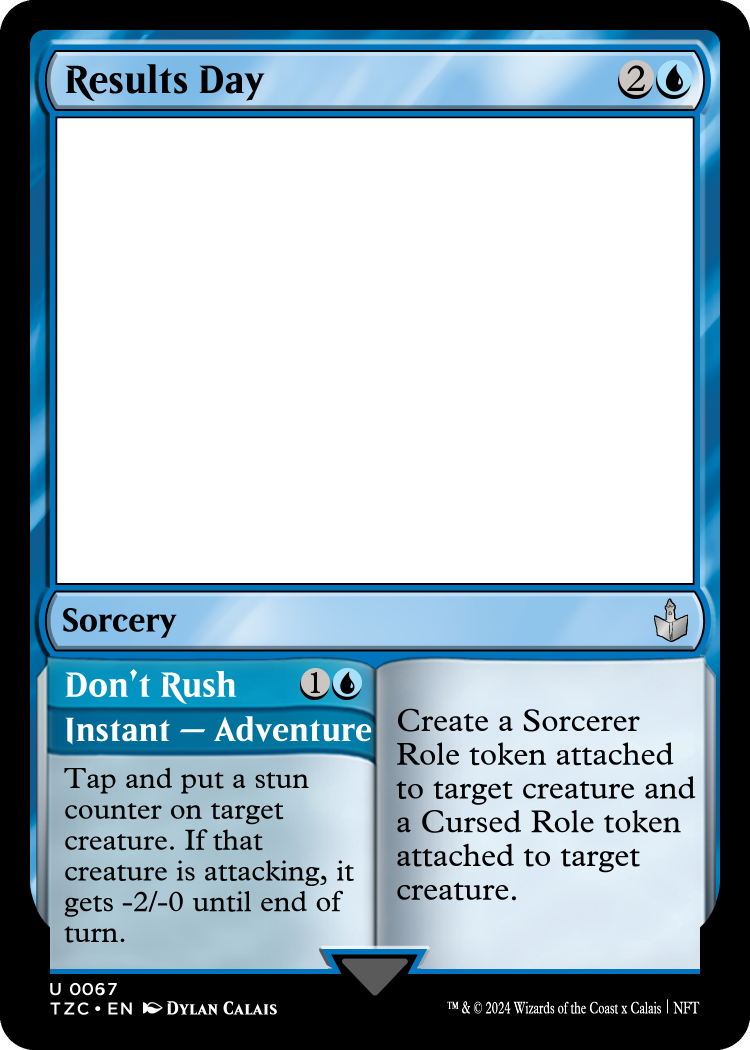 Results Day 2
Sorcery
Don't Rush 1
Instant — Adventure
Tap and put a stun
counter on target
creature. If that
creature is attacking, it
gets -2/-0 until end of
turn.
Create a Sorcerer
Role token attached
to target creature and
a Cursed Role token
attached to target
creature.
U 0067
TZC • EN Dylan Calais
™ & © 2024 Wizards of the Coast x Calais | NFT